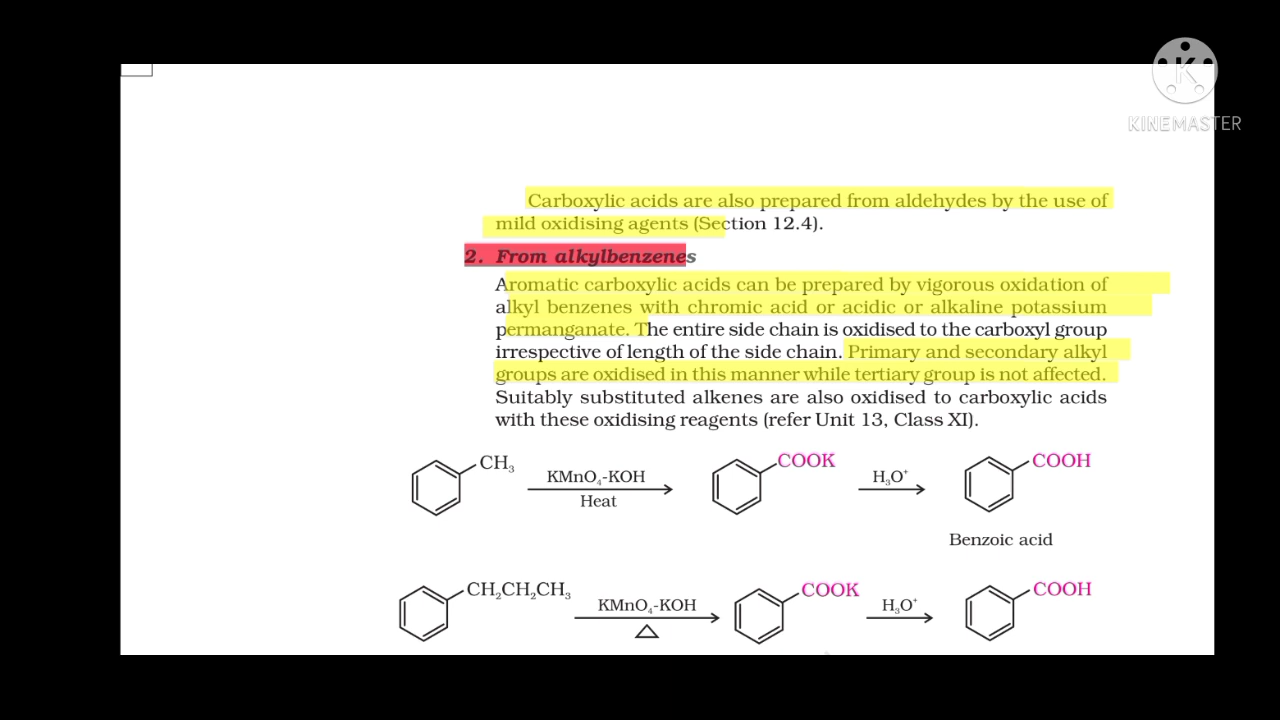 K
KINEMASTER
Carboxylic acids are also prepared from aldehydes by the use of
mild oxidising agents (Section 12.4).
2. From alkylbenzenes
Aromatic carboxylic acids can be prepared by vigorous oxidation of
alkyl benzenes with chromic acid or acidic or alkaline potassium
permanganate. The entire side chain is oxidised to the carboxyl group
irrespective of length of the side chain. Primary and secondary alkyl
groups are oxidised in this manner while tertiary group is not affected.
Suitably substituted alkenes are also oxidised to carboxylic acids
with these oxidising reagents (refer Unit 13, Class XI).
CH₃ KMnO₄-KOH COOK H₃O⁺ COOH
Heat
Benzoic acid
CH₂CH₂CH₃ KMnO₄-KOH COOK H₃O⁺ COOH
△